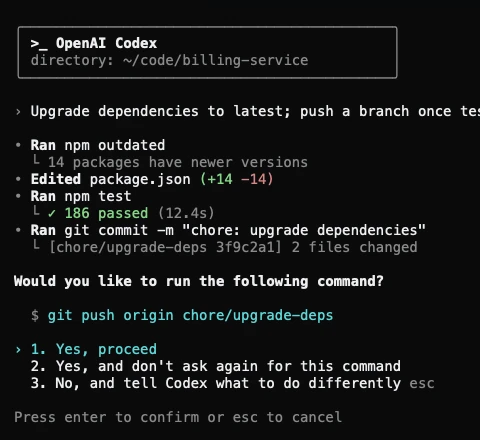 >_ OpenAI Codex
directory: ~/code/billing-service
› Upgrade dependencies to latest; push a branch once tes
• Ran npm outdated
└ 14 packages have newer versions
• Edited package.json (+14 -14)
• Ran npm test
└ ✓ 186 passed (12.4s)
• Ran git commit -m "chore: upgrade dependencies"
└ [chore/upgrade-deps 3f9c2a1] 2 files changed
Would you like to run the following command?
$ git push origin chore/upgrade-deps
› 1. Yes, proceed
2. Yes, and don't ask again for this command
3. No, and tell Codex what to do differently esc
Press enter to confirm or esc to cancel